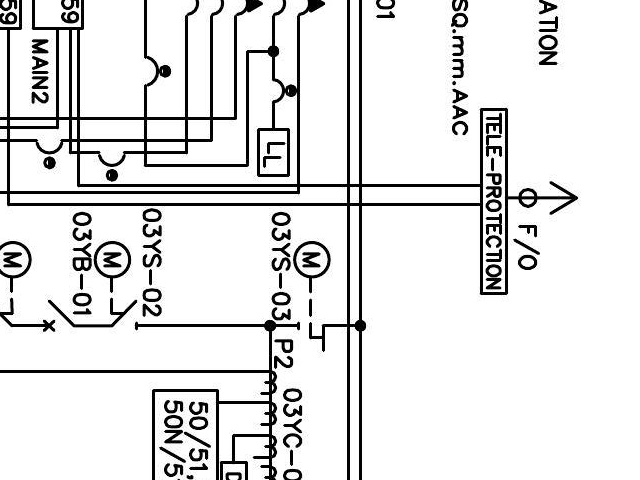 ATION
SQ.mm.AAC
01
59
59
MAIN2
LL
TELE-PROTECTION
F/O
03YS-03
03YS-02
03YB-01
M
M
M
P2
03YC-0
50/51,
50N/5